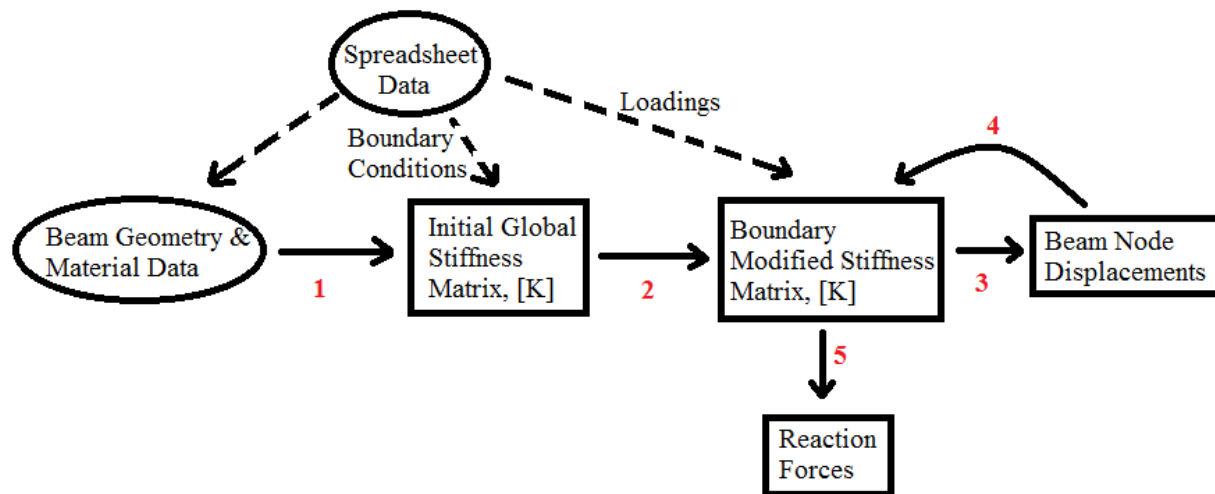 Spreadsheet
Data
Loadings
Boundary
Conditions
4
Beam Geometry &
Material Data
1
Initial Global
Stiffness
Matrix, [K]
2
Boundary
Modified Stiffness
Matrix, [K]
3
Beam Node
Displacements
5
Reaction
Forces